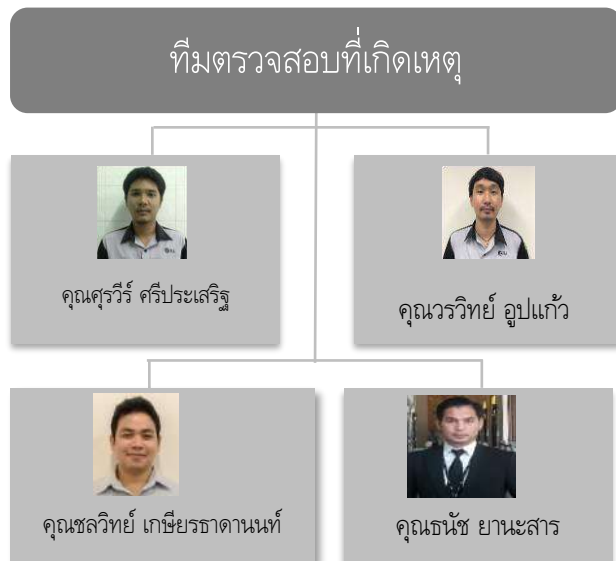 ทีมตรวจสอบที่เกิดเหตุ
คุณศุรวีร์ ศรีประเสริฐ
คุณวรวิทย์ อูปแก้ว
คุณชลวิทย์ เกษียรธาดานนท์
คุณธนัช ยานะสาร